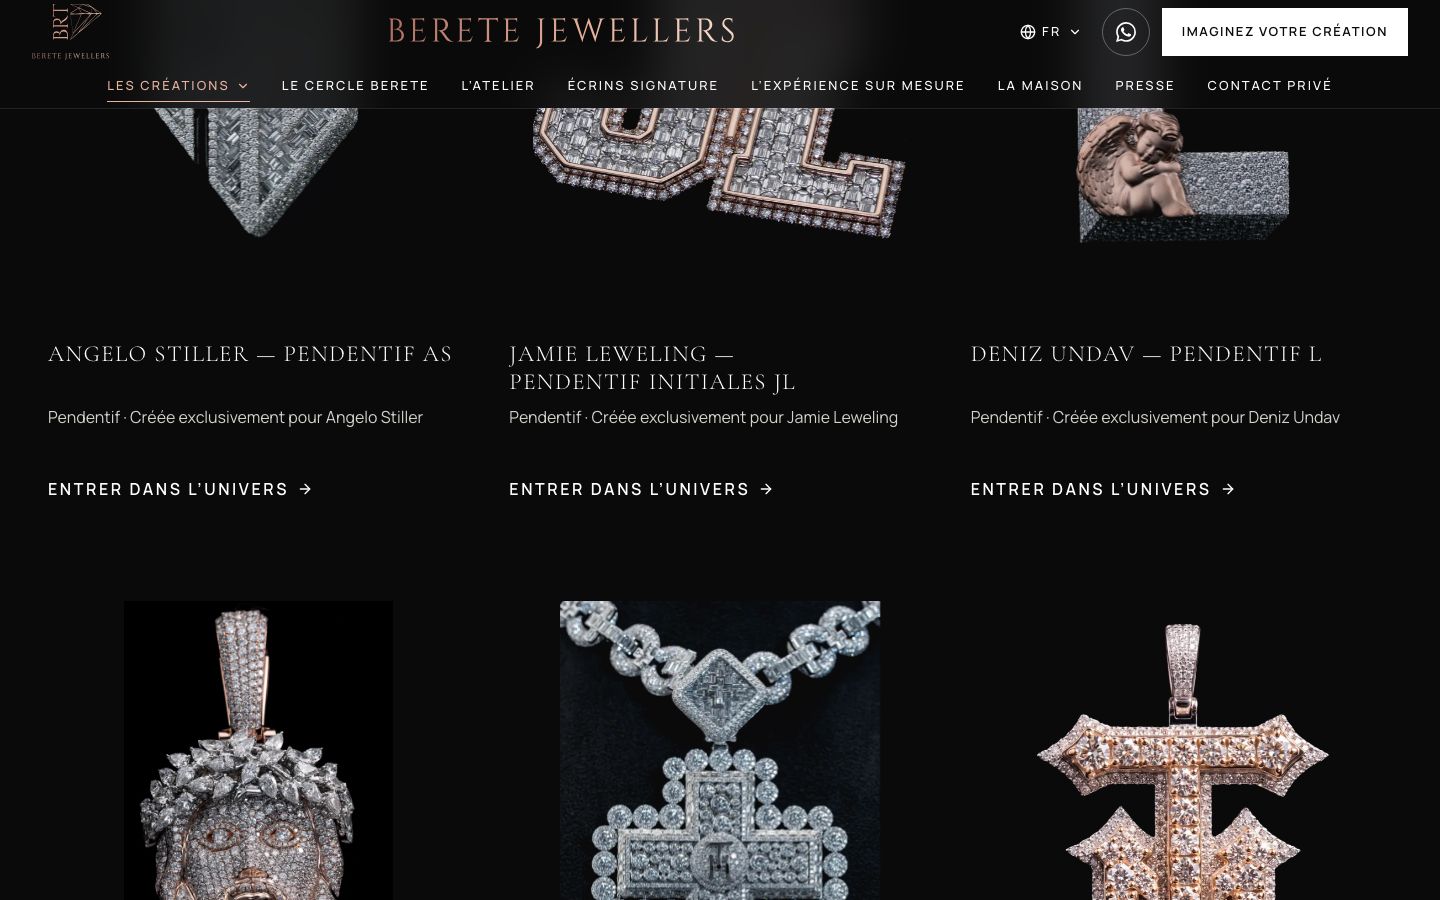 BRT
BERETE JEWELLERS
BERETE JEWELLERS
FR
IMAGINEZ VOTRE CRÉATION
LES CRÉATIONS
LE CERCLE BERETE
L’ATELIER
ÉCRINS SIGNATURE
L’EXPÉRIENCE SUR MESURE
LA MAISON
PRESSE
CONTACT PRIVÉ
ANGELO STILLER — PENDENTIF AS
Pendentif · Créée exclusivement pour Angelo Stiller
ENTRER DANS L’UNIVERS →
JAMIE LEWELING —
PENDENTIF INITIALES JL
Pendentif · Créée exclusivement pour Jamie Leweling
ENTRER DANS L’UNIVERS →
DENIZ UNDAV — PENDENTIF L
Pendentif · Créée exclusivement pour Deniz Undav
ENTRER DANS L’UNIVERS →